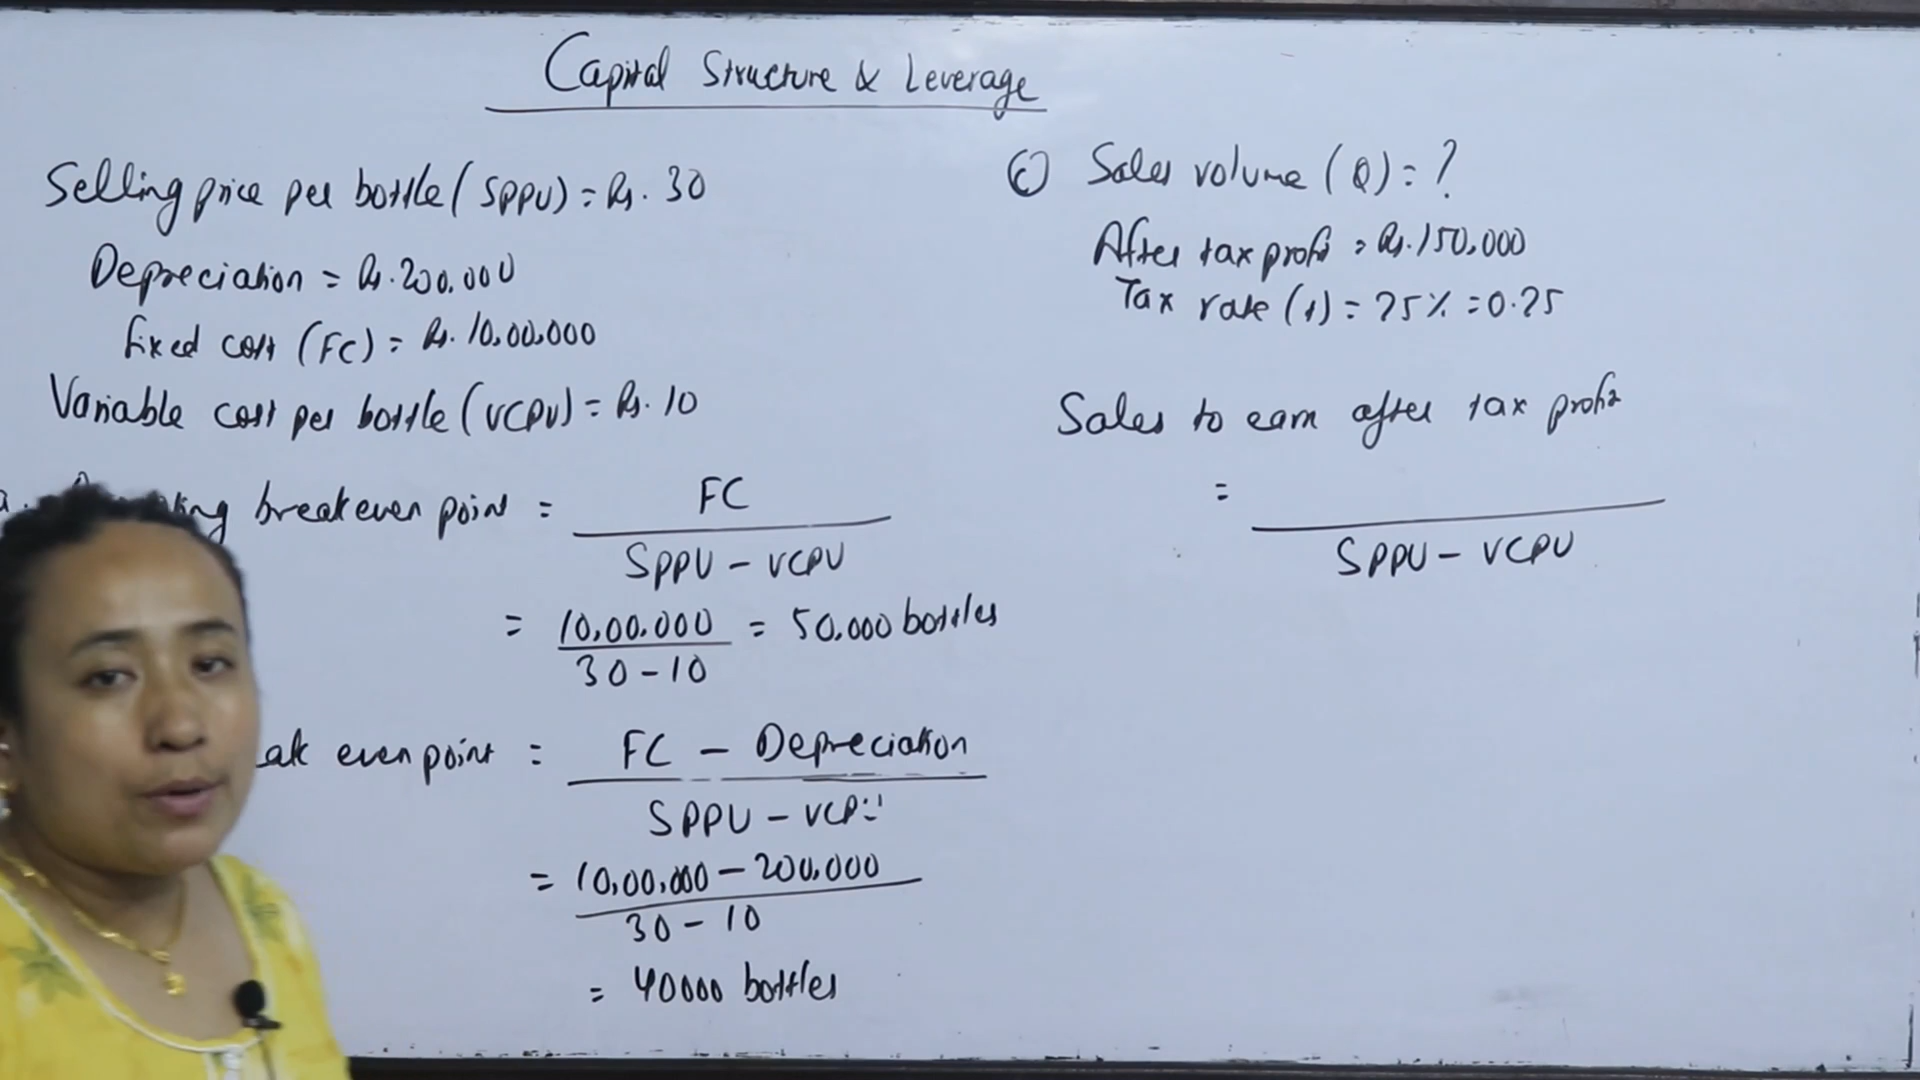 Capital Structure & Leverage
Selling price per bottle (SPPU) = Rs. 30
Depreciation = Rs. 200,000
fixed cost (FC) = Rs. 10,00,000
Variable cost per bottle (VCPU) = Rs. 10
breakeven point = FC
SPPU - VCPU
= 10,00,000 = 50,000 bottles
30 - 10
even point = FC - Depreciation
SPPU - VCPU
= 10,00,000 - 200,000
30 - 10
= 40000 bottles
(c) Sales volume (Q) = ?
After tax profit = Rs. 150,000
Tax rate (t) = 25% = 0.25
Sales to earn after tax profit
=
SPPU - VCPU